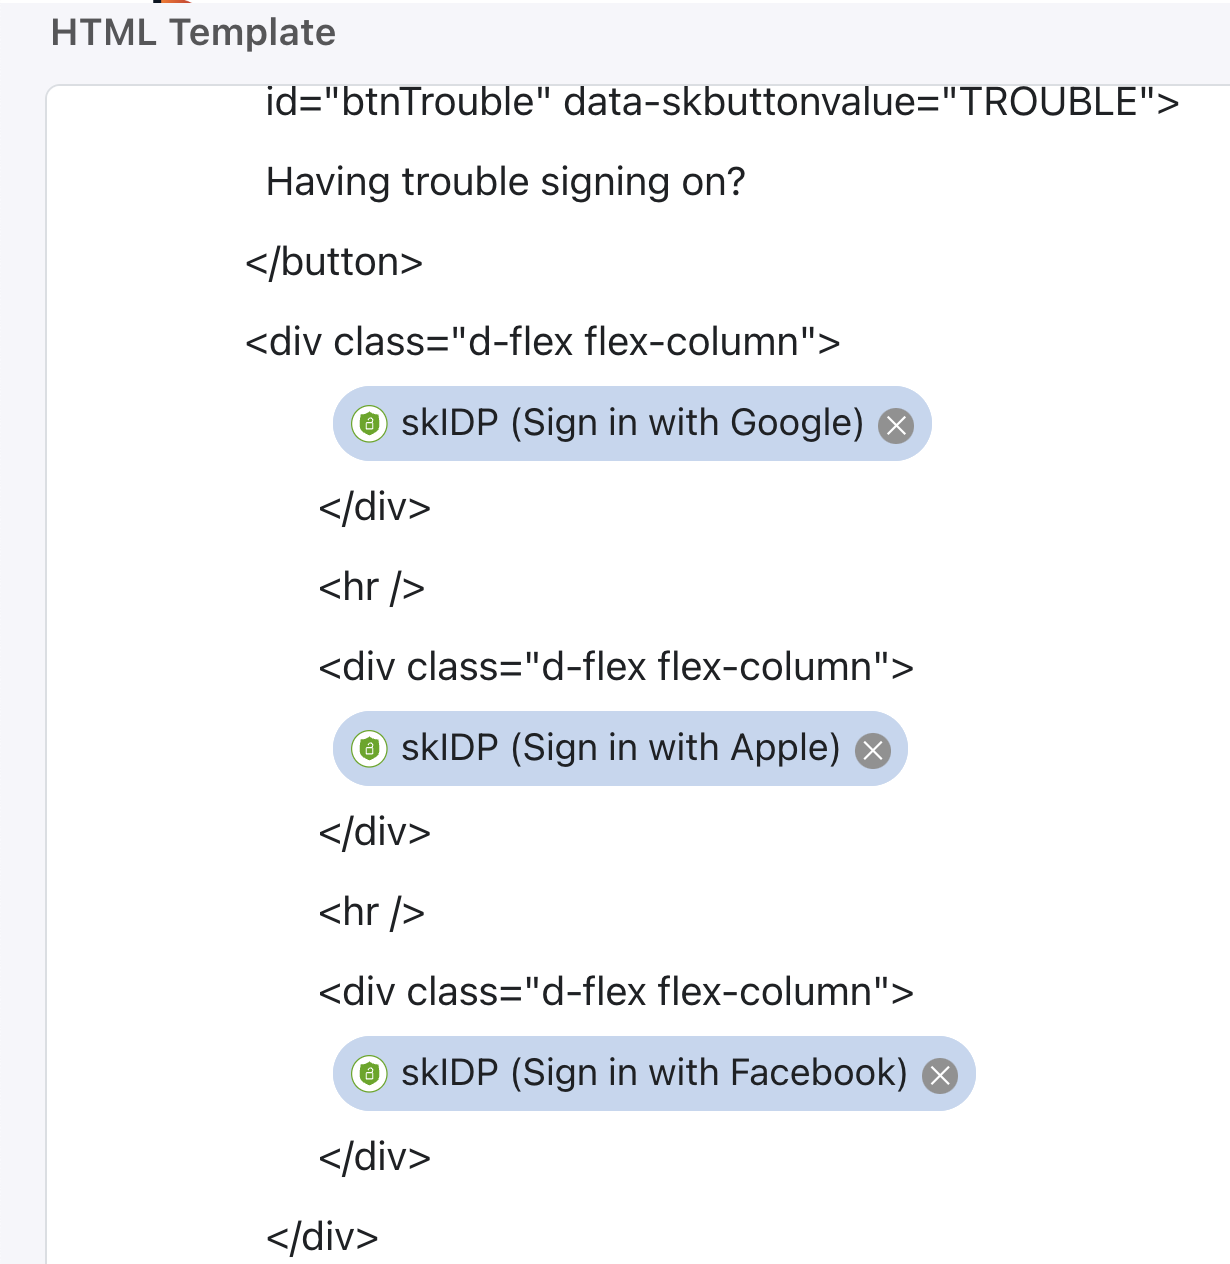 HTML Template
id="btnTrouble" data-skbuttonvalue="TROUBLE">
Having trouble signing on?
</button>
<div class="d-flex flex-column">
skIDP (Sign in with Google)
</div>
<hr />
<div class="d-flex flex-column">
skIDP (Sign in with Apple)
</div>
<hr />
<div class="d-flex flex-column">
skIDP (Sign in with Facebook)
</div>
</div>